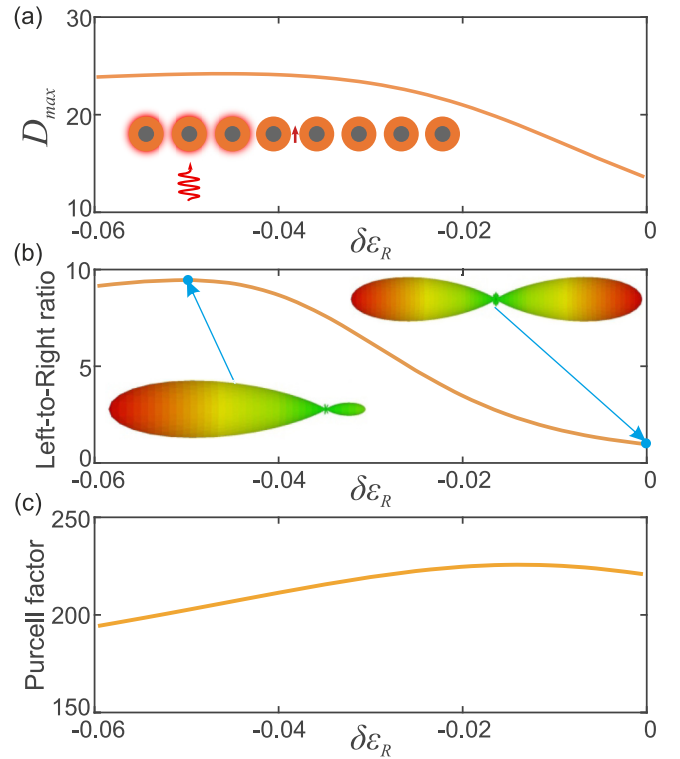 (a)
30
20
10
D_max
-0.06
-0.04
-0.02
0
δε_R
(b)
10
5
0
Left-to-Right ratio
-0.06
-0.04
-0.02
0
δε_R
(c)
250
200
150
Purcell factor
-0.06
-0.04
-0.02
0
δε_R